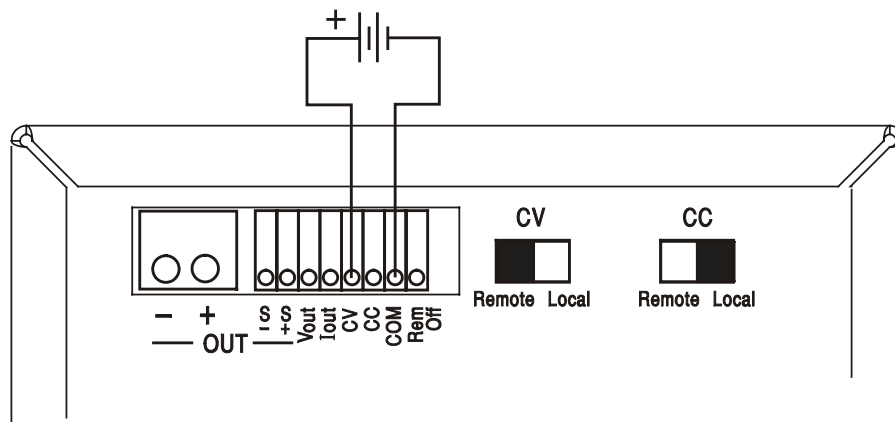 +
CV CC
Remote Local Remote Local
- + S - S + Vout Iout CV CC COM Rem Off
OUT